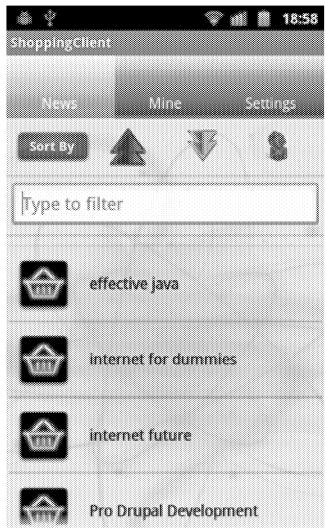 18:58
ShoppingClient
News Mine Settings
Sort By
Type to filter
effective java
internet for dummies
internet future
Pro Drupal Development